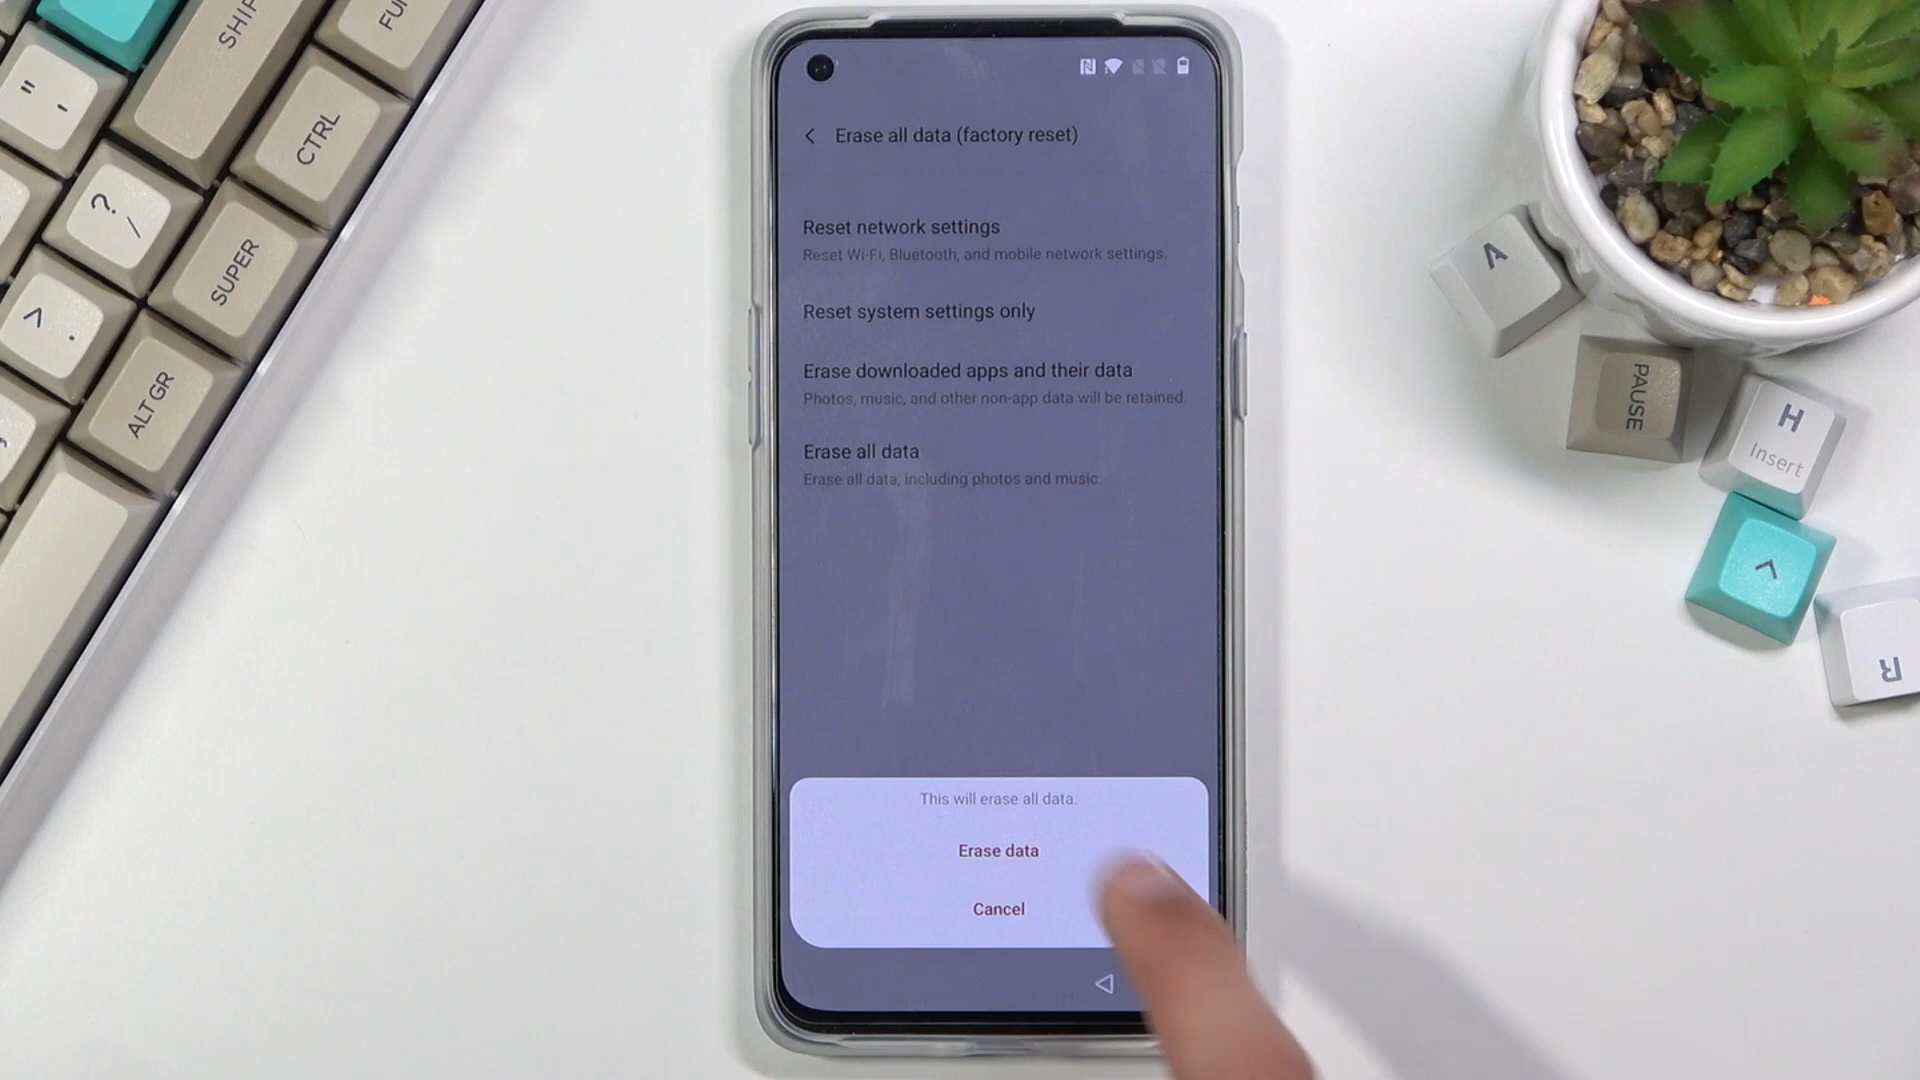 Erase all data (factory reset)
Reset network settings
Reset Wi-Fi, Bluetooth, and mobile network settings.
Reset system settings only
Erase downloaded apps and their data
Photos, music, and other non-app data will be retained.
Erase all data
Erase all data, including photos and music
This will erase all data.
Erase data
Cancel
SHIF
FU
" '
CTRL
? /
SUPER
> .
ALT GR
A
PAUSE
H
Insert
^
R